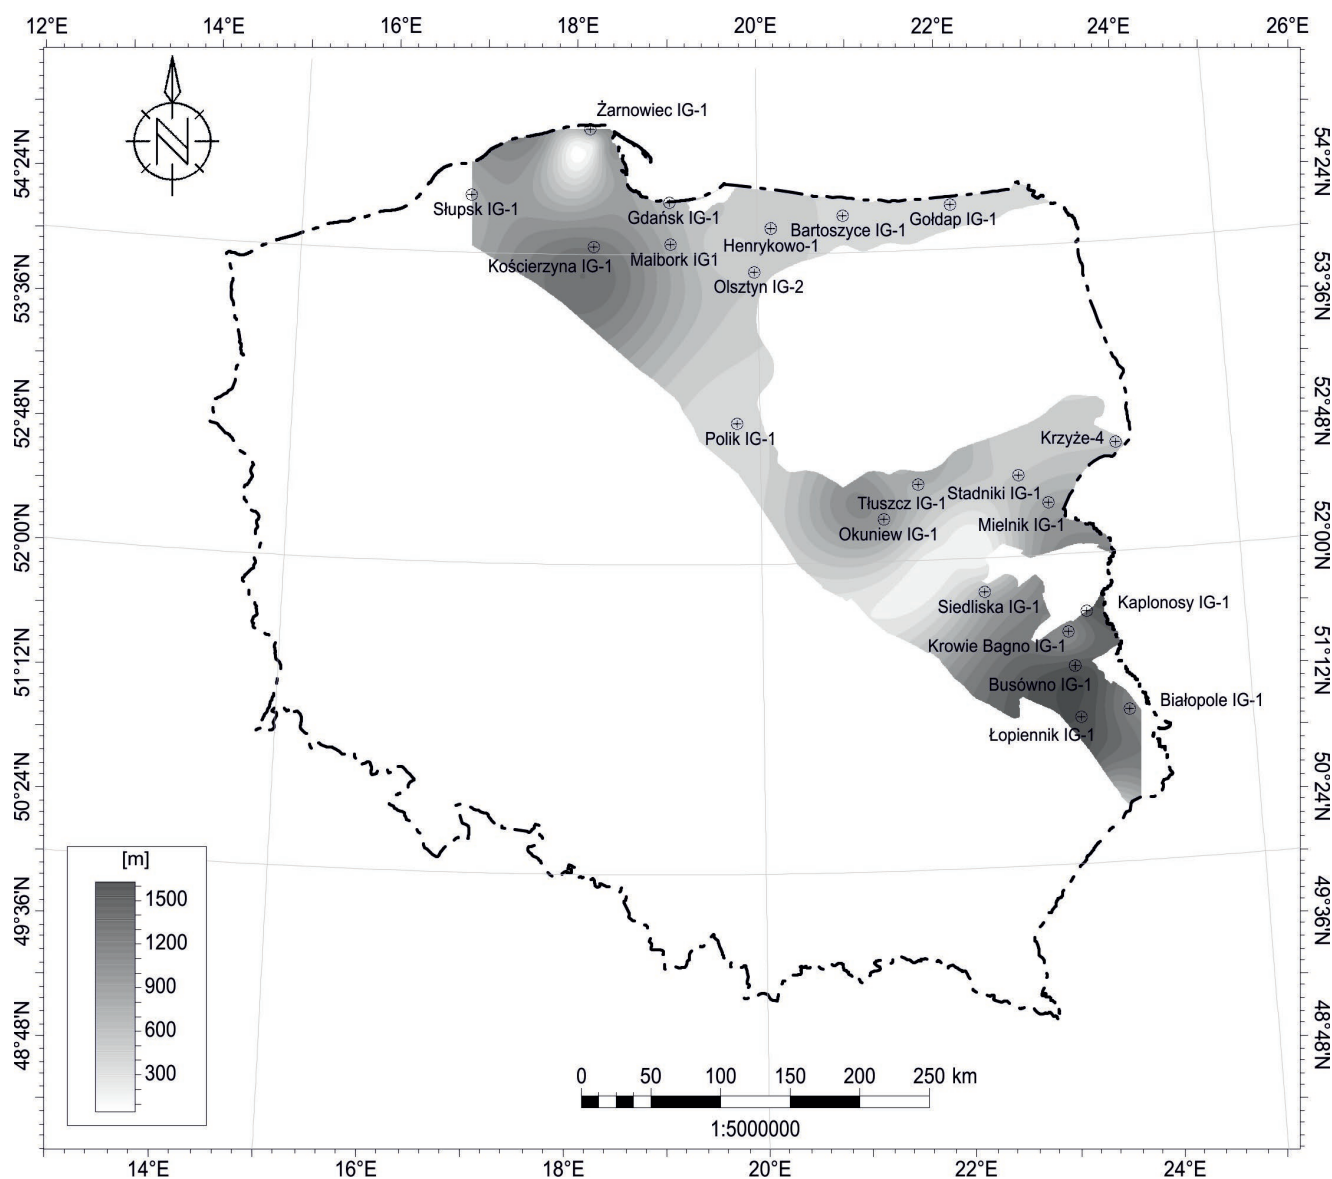 12°E 14°E 16°E 18°E 20°E 22°E 24°E 26°E
54°24'N
53°36'N
52°48'N
52°00'N
51°12'N
50°24'N
49°36'N
48°48'N
N
Żarnowiec IG-1
Słupsk IG-1
Gdańsk IG-1
Bartoszyce IG-1
Gołdap IG-1
Henrykowo-1
Kościerzyna IG-1
Malbork IG1
Olsztyn IG-2
Polik IG-1
Krzyże-4
Tłuszcz IG-1
Stadniki IG-1
Okuniew IG-1
Mielnik IG-1
Siedliska IG-1
Kaplonosy IG-1
Krowie Bagno IG-1
Busówno IG-1
Białopole IG-1
Łopiennik IG-1
54°24'N
53°36'N
52°48'N
52°00'N
51°12'N
50°24'N
49°36'N
48°48'N
[m]
1500
1200
900
600
300
0 50 100 150 200 250 km
1:5000000
12°E 14°E 16°E 18°E 20°E 22°E 24°E